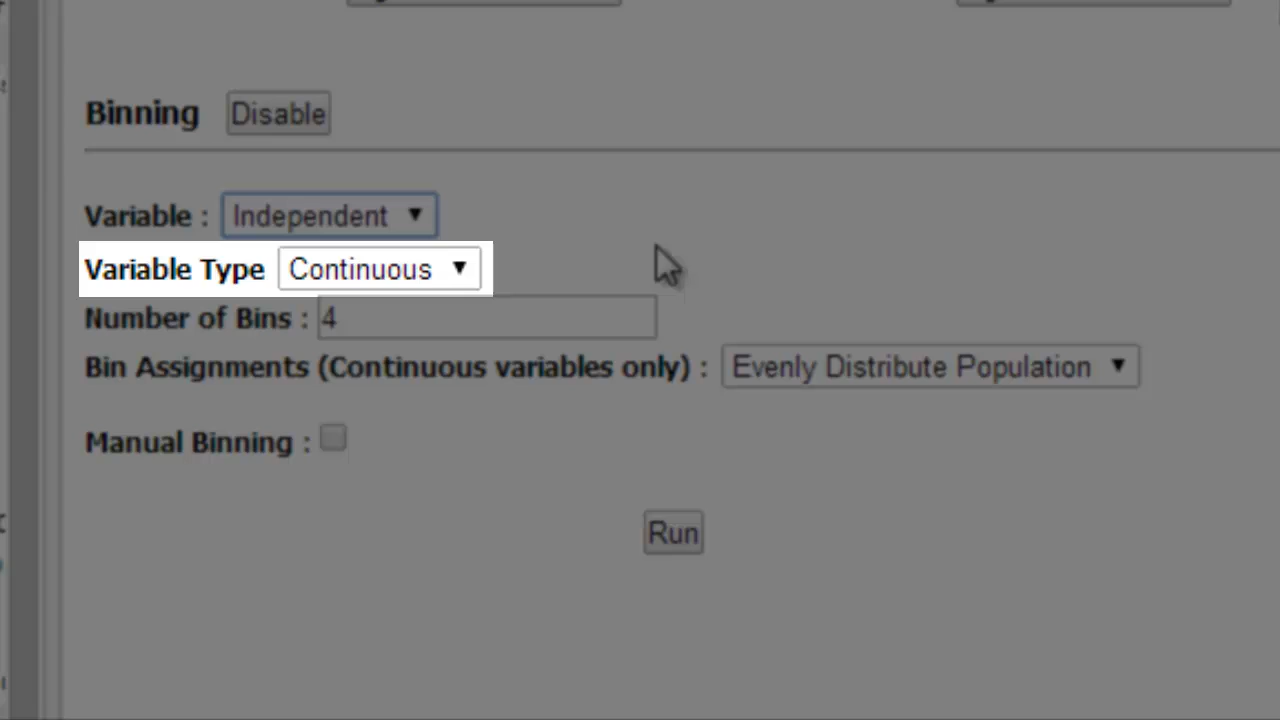 Binning Disable
Variable : Independent
Variable Type Continuous
Number of Bins : 4
Bin Assignments (Continuous variables only) : Evenly Distribute Population
Manual Binning :
Run